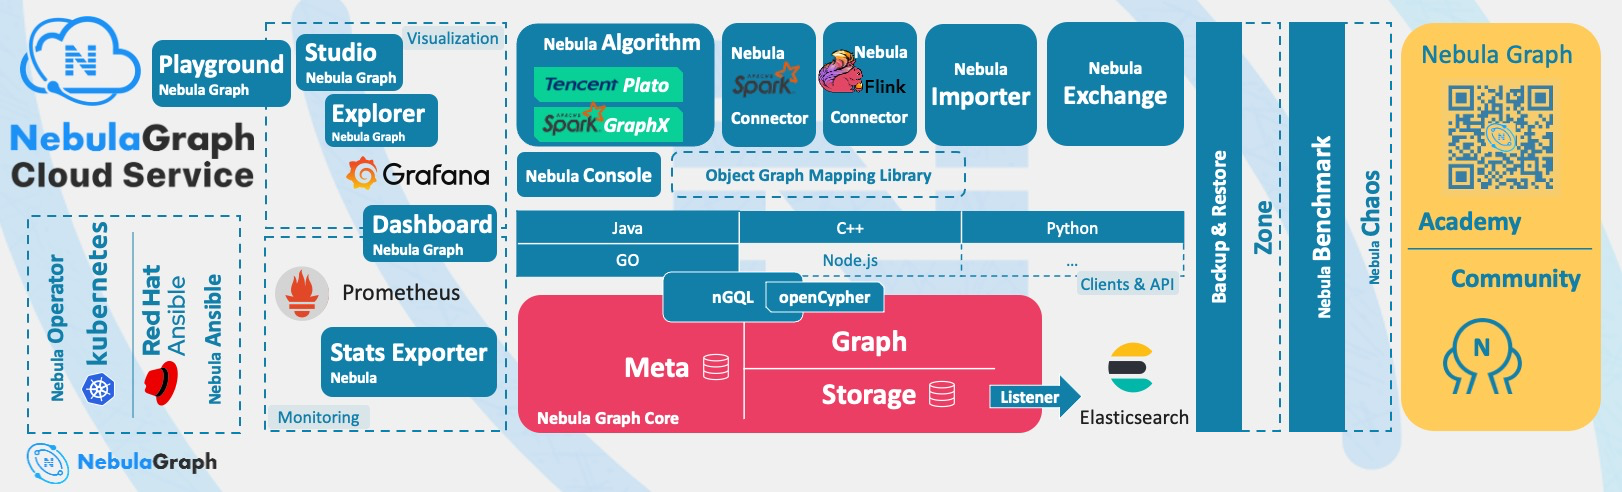 NebulaGraph
Cloud Service
Playground
Nebula Graph
Studio
Nebula Graph
Visualization
Explorer
Nebula Graph
Grafana
Dashboard
Nebula Graph
Prometheus
Stats Exporter
Nebula
Monitoring
Nebula Operator
kubernetes
Red Hat
Ansible
Nebula Ansible
NebulaGraph
Nebula Algorithm
Tencent Plato
APACHE
Spark GraphX
Nebula
APACHE
Spark
Connector
Nebula
Flink
Connector
Nebula
Importer
Nebula
Exchange
Nebula Console
Object Graph Mapping Library
Java
C++
Python
GO
Node.js
...
Clients & API
nGQL
openCypher
Meta
Graph
Storage
Nebula Graph Core
Listener
Elasticsearch
Backup & Restore
Zone
Nebula Benchmark
Nebula Chaos
Nebula Graph
Academy
Community
N